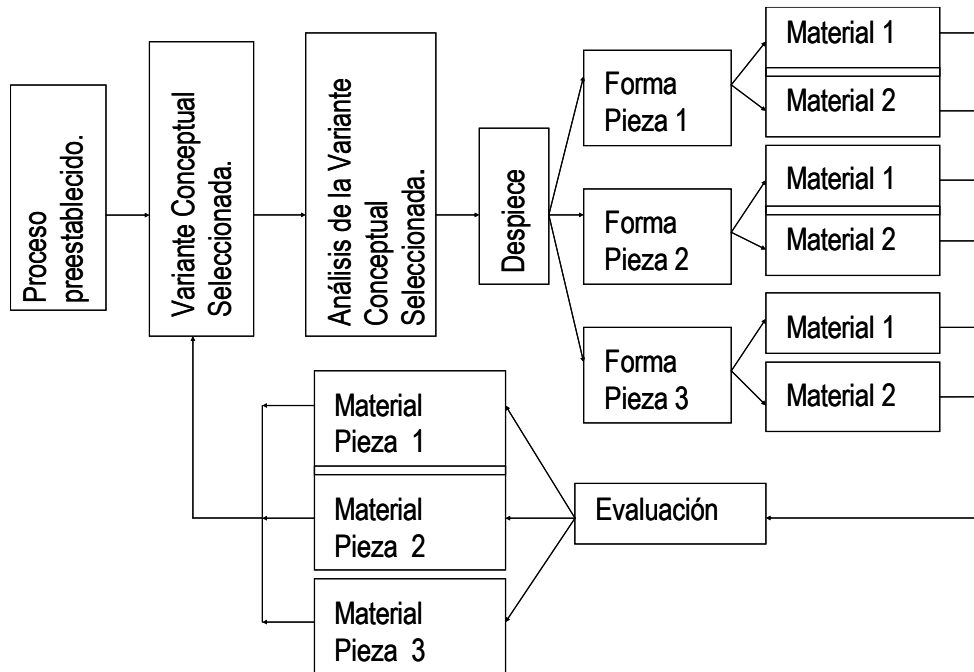 Proceso
preestablecido.
Variante Conceptual
Seleccionada.
Análisis de la Variante
Conceptual
Seleccionada.
Despiece
Forma
Pieza 1
Material 1
Material 2
Forma
Pieza 2
Material 1
Material 2
Forma
Pieza 3
Material 1
Material 2
Evaluación
Material
Pieza 1
Material
Pieza 2
Material
Pieza 3